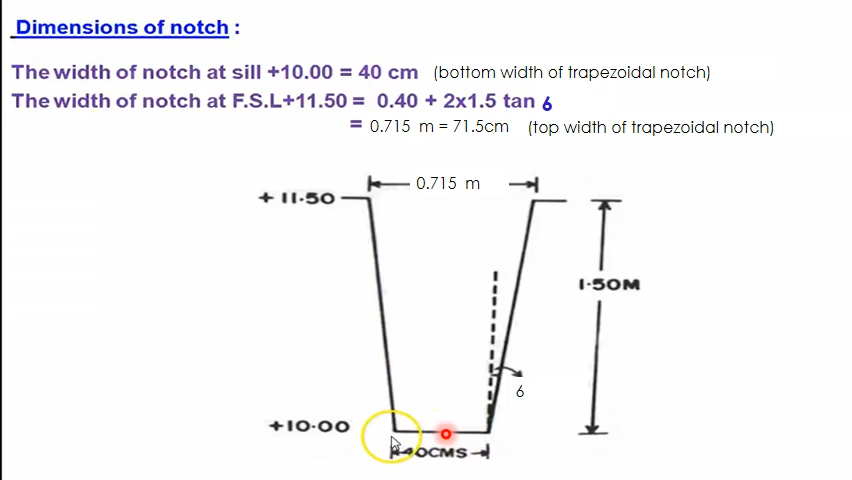 Dimensions of notch :
The width of notch at sill +10.00 = 40 cm (bottom width of trapezoidal notch)
The width of notch at F.S.L+11.50 = 0.40 + 2x1.5 tan 6
= 0.715 m = 71.5cm (top width of trapezoidal notch)
0.715 m
+ 11.50
1.50M
6
+10.00
40CMS